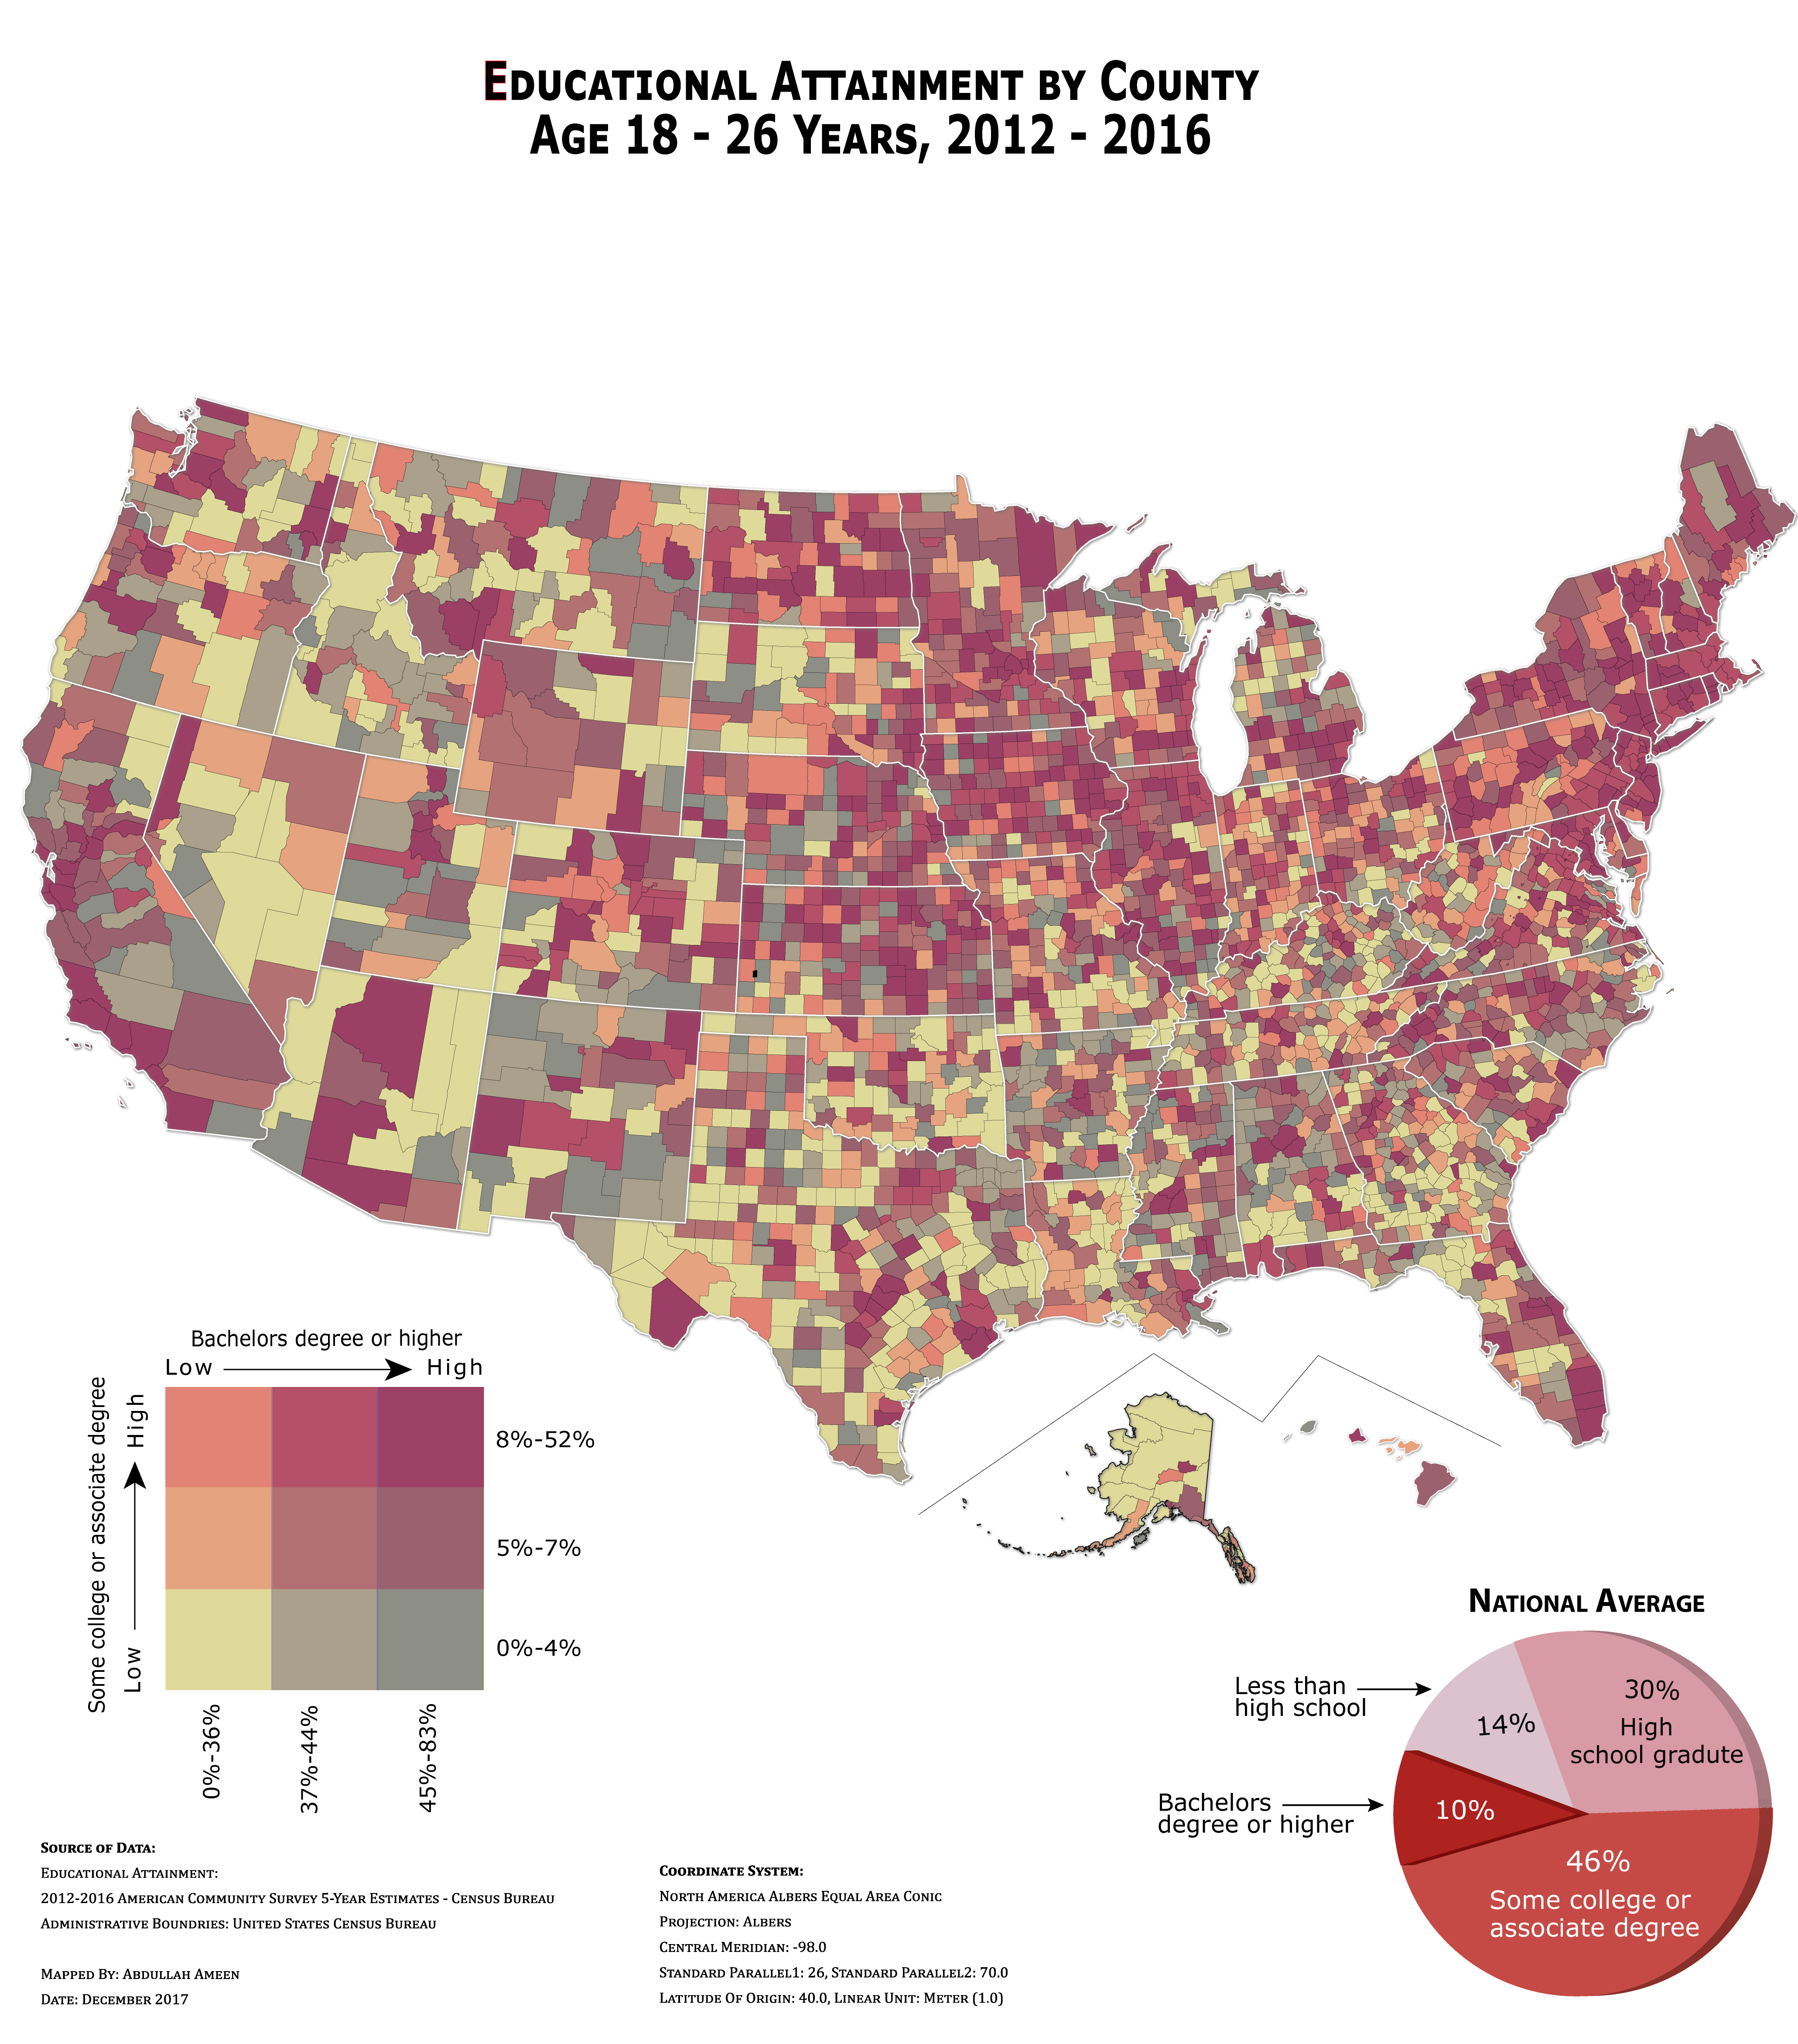 Educational Attainment by County
Age 18 - 26 Years, 2012 - 2016
Bachelors degree or higher
Low
High
Some college or associate degree
High
Low
8%-52%
5%-7%
0%-4%
0%-36%
37%-44%
45%-83%
National Average
Less than
high school
14%
30%
High
school gradute
Bachelors
degree or higher
10%
46%
Some college or
associate degree
Source of Data:
Educational Attainment:
2012-2016 American Community Survey 5-Year Estimates - Census Bureau
Administrative Boundries: United States Census Bureau
Mapped By: Abdullah Ameen
Date: December 2017
Coordinate System:
North America Albers Equal Area Conic
Projection: Albers
Central Meridian: -98.0
Standard Parallel1: 26, Standard Parallel2: 70.0
Latitude Of Origin: 40.0, Linear Unit: Meter (1.0)